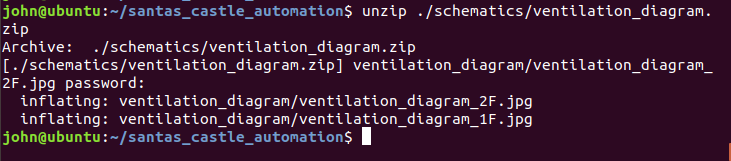 john@ubuntu:~/santas_castle_automation$ unzip ./schematics/ventilation_diagram.
zip
Archive:  ./schematics/ventilation_diagram.zip
[./schematics/ventilation_diagram.zip] ventilation_diagram/ventilation_diagram_
2F.jpg password:
  inflating: ventilation_diagram/ventilation_diagram_2F.jpg
  inflating: ventilation_diagram/ventilation_diagram_1F.jpg
john@ubuntu:~/santas_castle_automation$